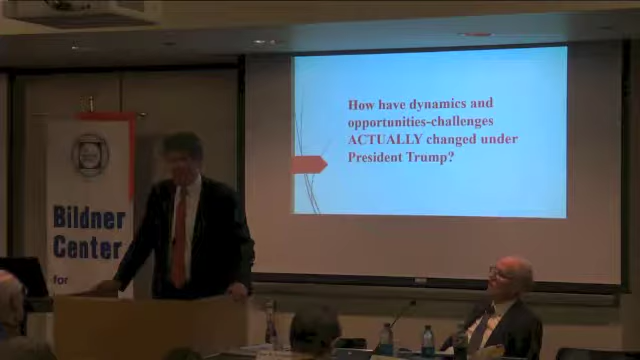 How have dynamics and
opportunities-challenges
ACTUALLY changed under
President Trump?
Bildner
Center
for